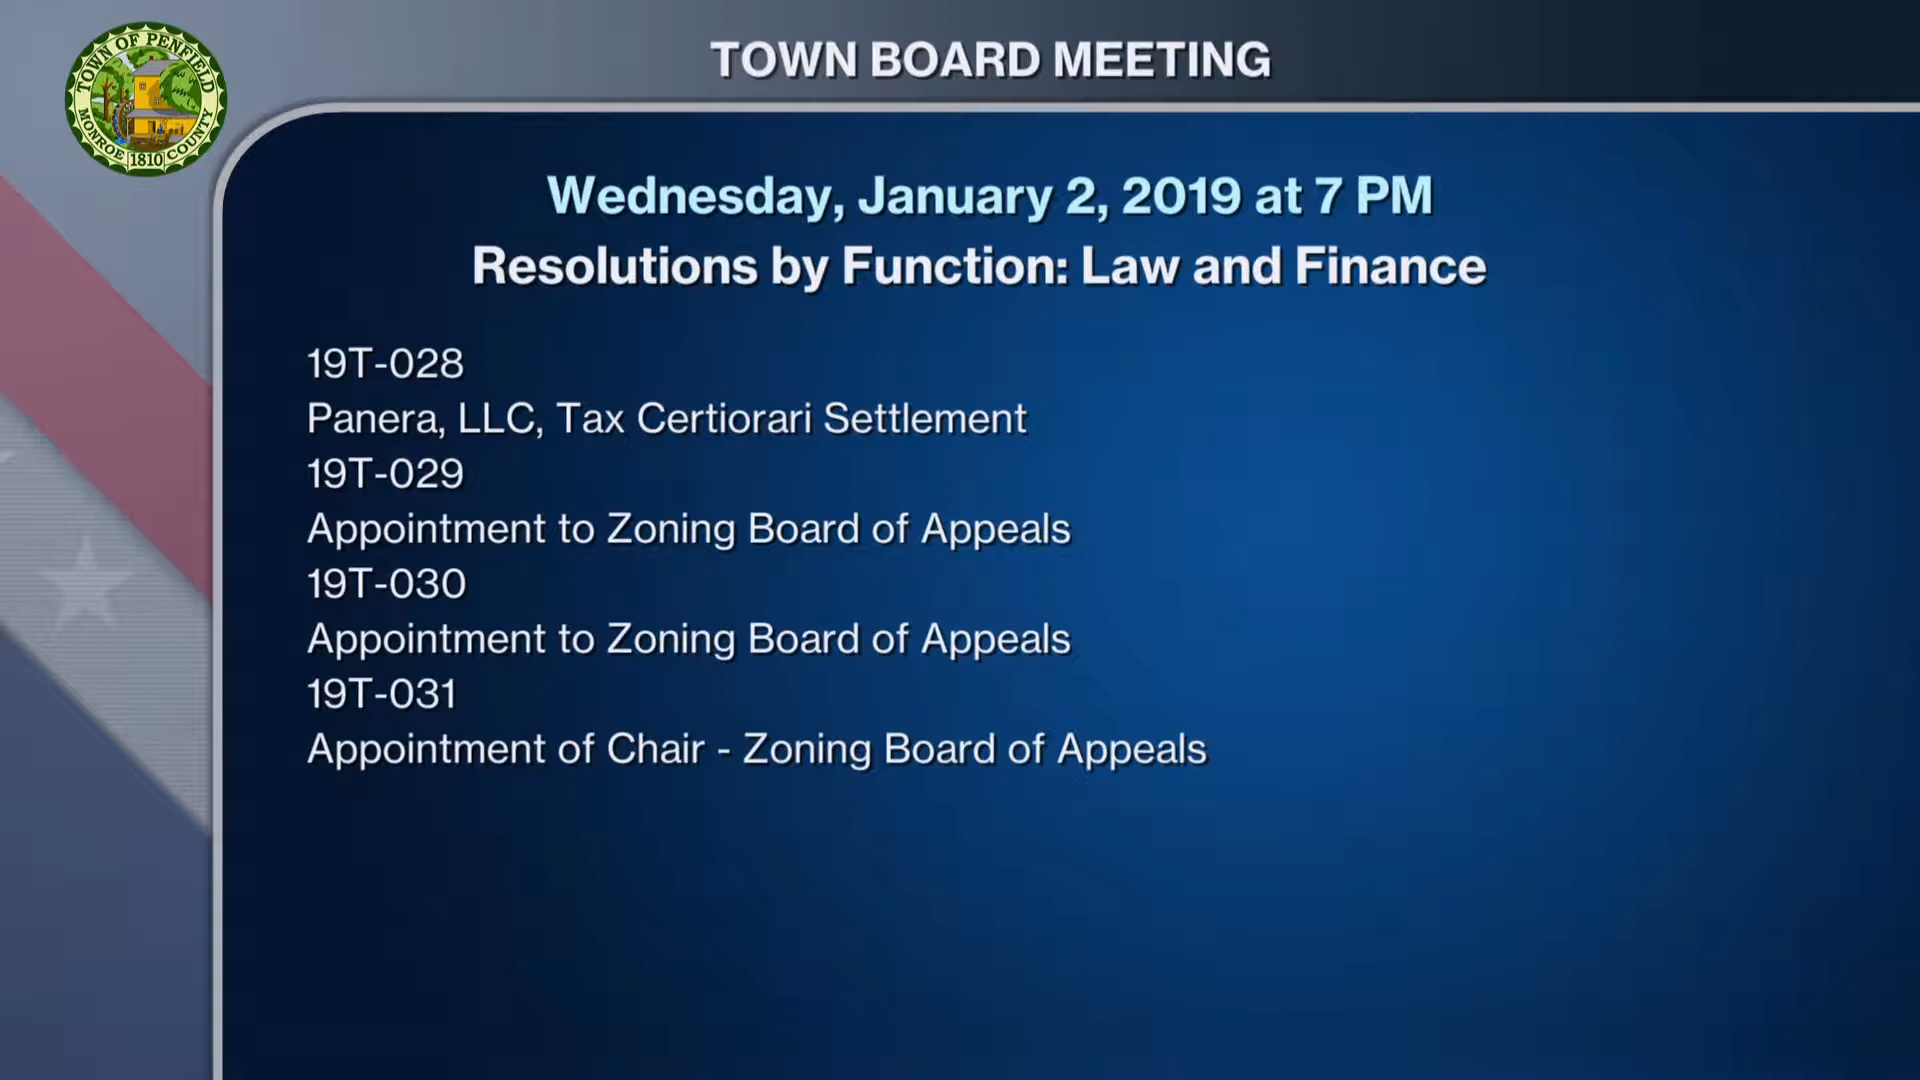 TOWN OF PENFIELD
MONROE COUNTY
1810
TOWN BOARD MEETING
Wednesday, January 2, 2019 at 7 PM
Resolutions by Function: Law and Finance
19T-028
Panera, LLC, Tax Certiorari Settlement
19T-029
Appointment to Zoning Board of Appeals
19T-030
Appointment to Zoning Board of Appeals
19T-031
Appointment of Chair - Zoning Board of Appeals